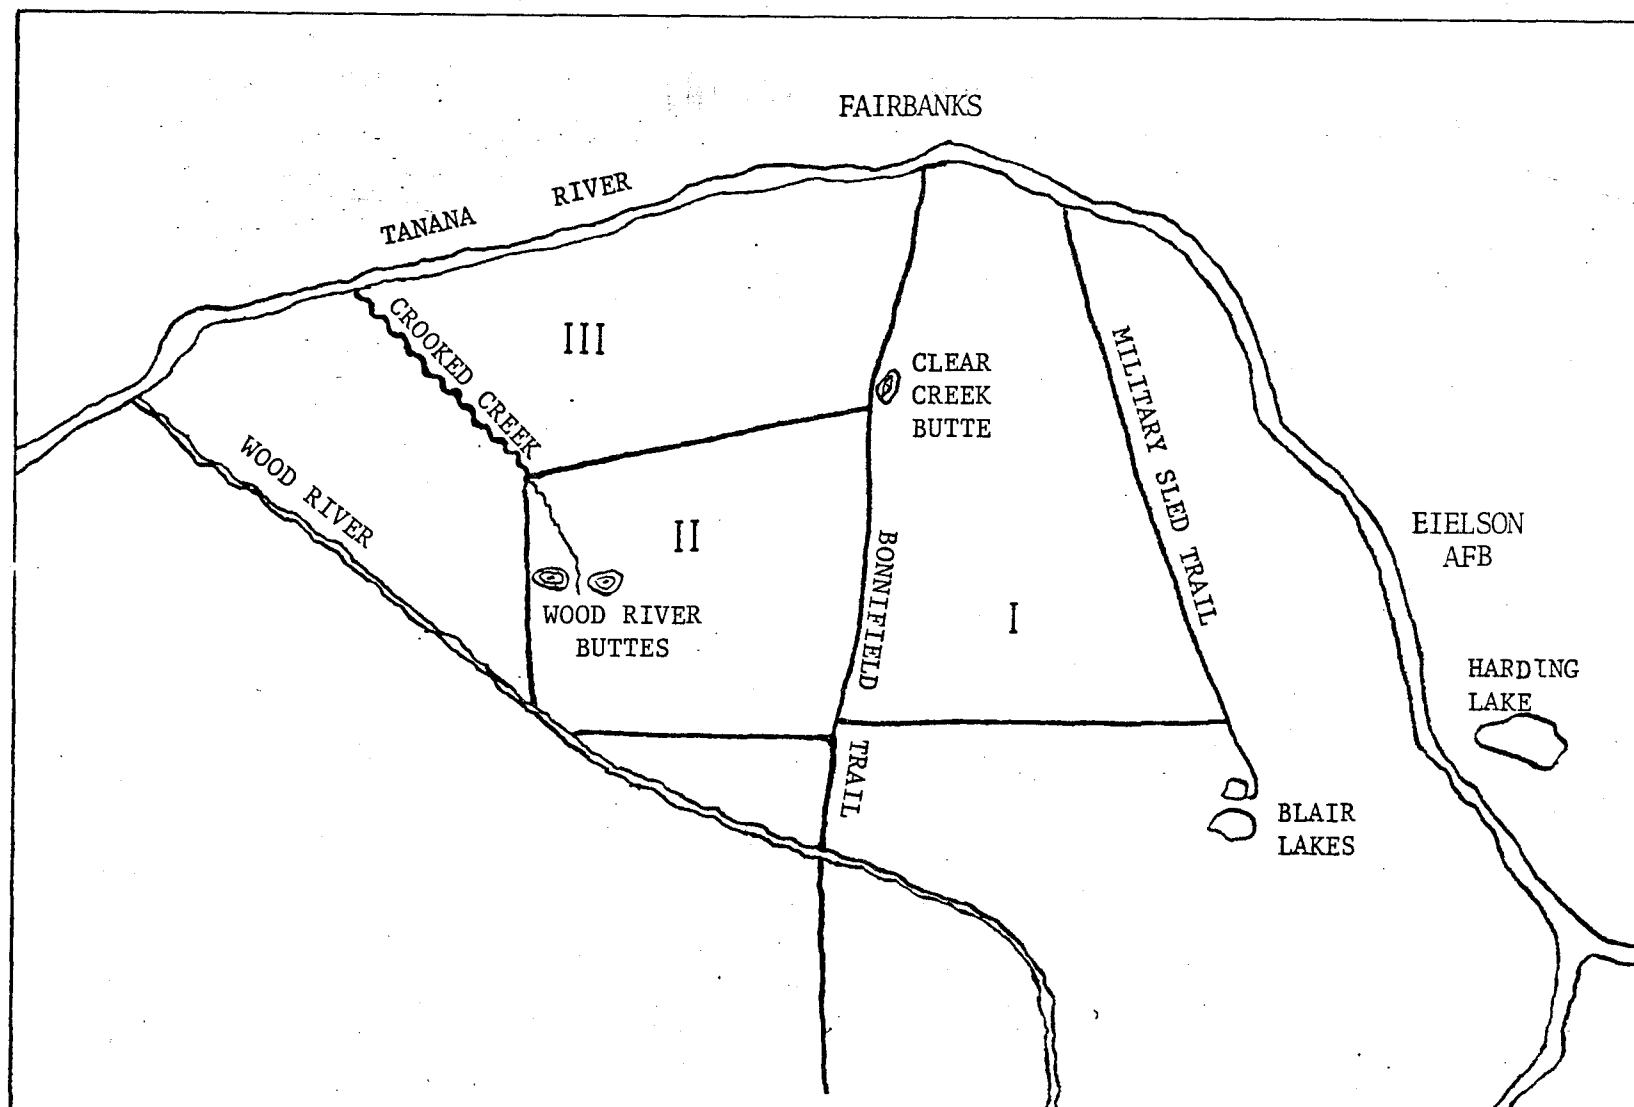 FAIRBANKS
TANANA RIVER
CROOKED CREEK
III
CLEAR
CREEK
BUTTE
MILITARY SLED TRAIL
WOOD RIVER
II
BONNIFIELD
TRAIL
EIELSON
AFB
WOOD RIVER
BUTTES
I
HARDING
LAKE
BLAIR
LAKES